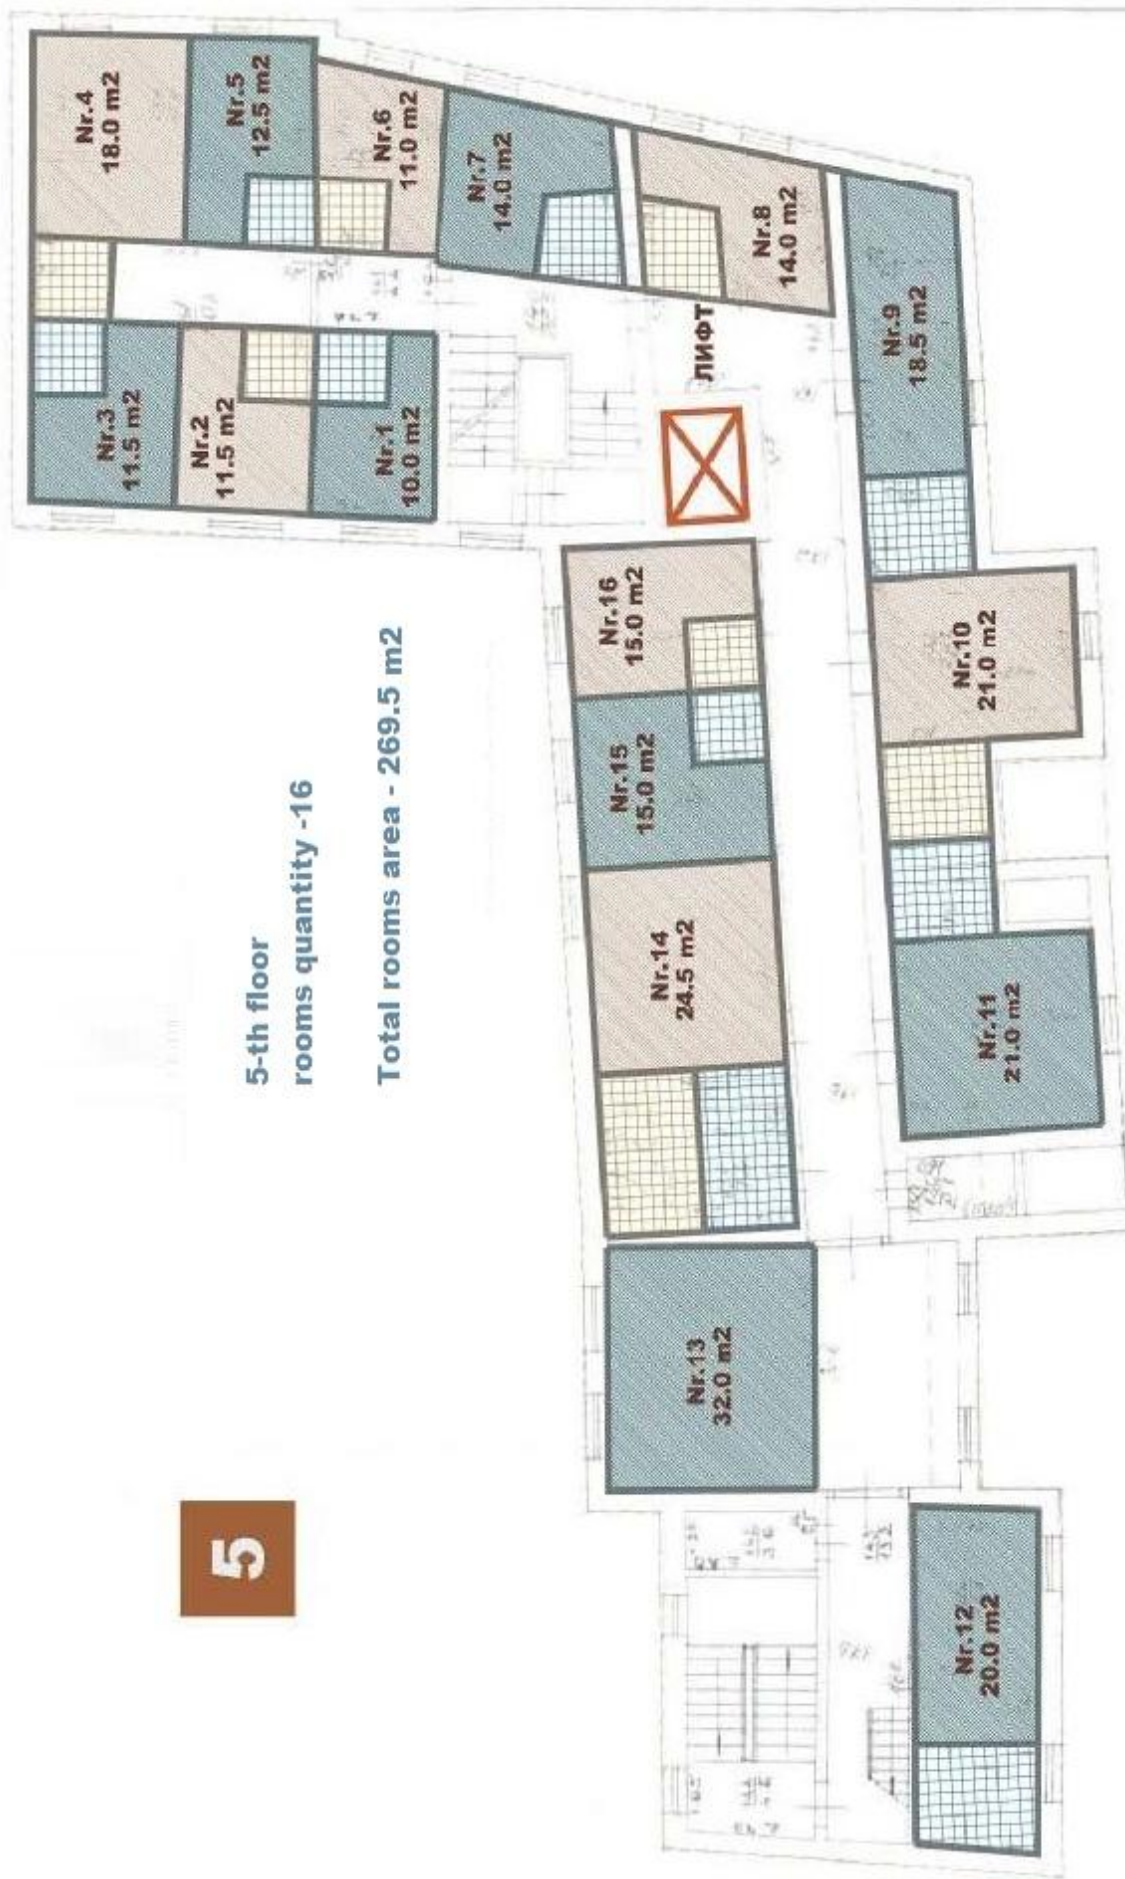 5
5-th floor
rooms quantity -16
Total rooms area - 269.5 m2
Nr.4
18.0 m2
Nr.5
12.5 m2
Nr.6
11.0 m2
Nr.7
14.0 m2
Nr.8
14.0 m2
Nr.9
18.5 m2
Nr.3
11.5 m2
Nr.2
11.5 m2
Nr.1
10.0 m2
ЛИФТ
Nr.16
15.0 m2
Nr.15
15.0 m2
Nr.14
24.5 m2
Nr.10
21.0 m2
Nr.11
21.0 m2
Nr.13
32.0 m2
Nr.12
20.0 m2